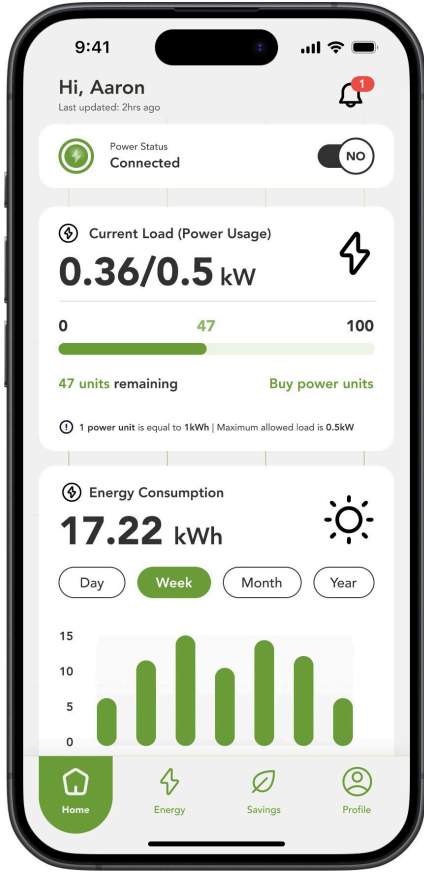 9:41
Hi, Aaron
1
Last updated: 2hrs ago
Power Status
Connected
NO
Current Load (Power Usage)
0.36/0.5 kW
0 47 100
47 units remaining Buy power units
1 power unit is equal to 1kWh | Maximum allowed load is 0.5kW
Energy Consumption
17.22 kWh
Day Week Month Year
15
10
5
0
Home Energy Savings Profile